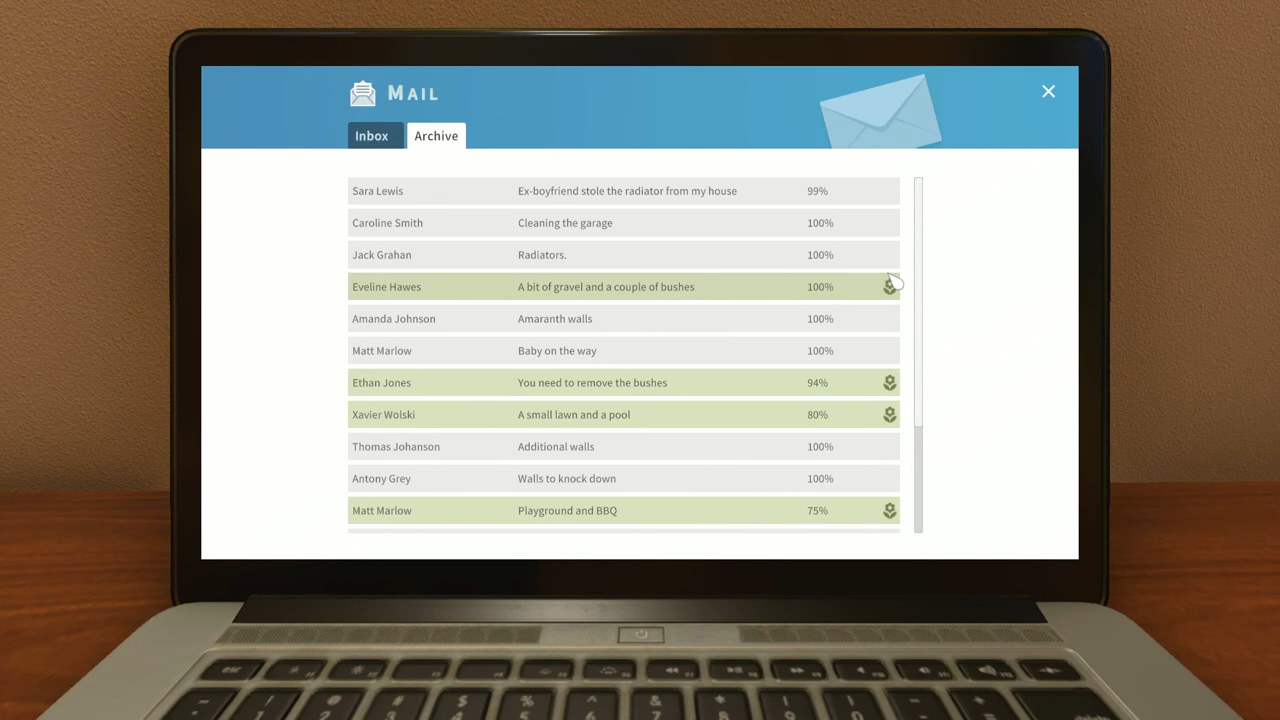 MAIL
Inbox Archive
Sara Lewis Ex-boyfriend stole the radiator from my house 99%
Caroline Smith Cleaning the garage 100%
Jack Grahan Radiators. 100%
Eveline Hawes A bit of gravel and a couple of bushes 100%
Amanda Johnson Amaranth walls 100%
Matt Marlow Baby on the way 100%
Ethan Jones You need to remove the bushes 94%
Xavier Wolski A small lawn and a pool 80%
Thomas Johanson Additional walls 100%
Antony Grey Walls to knock down 100%
Matt Marlow Playground and BBQ 75%
esc